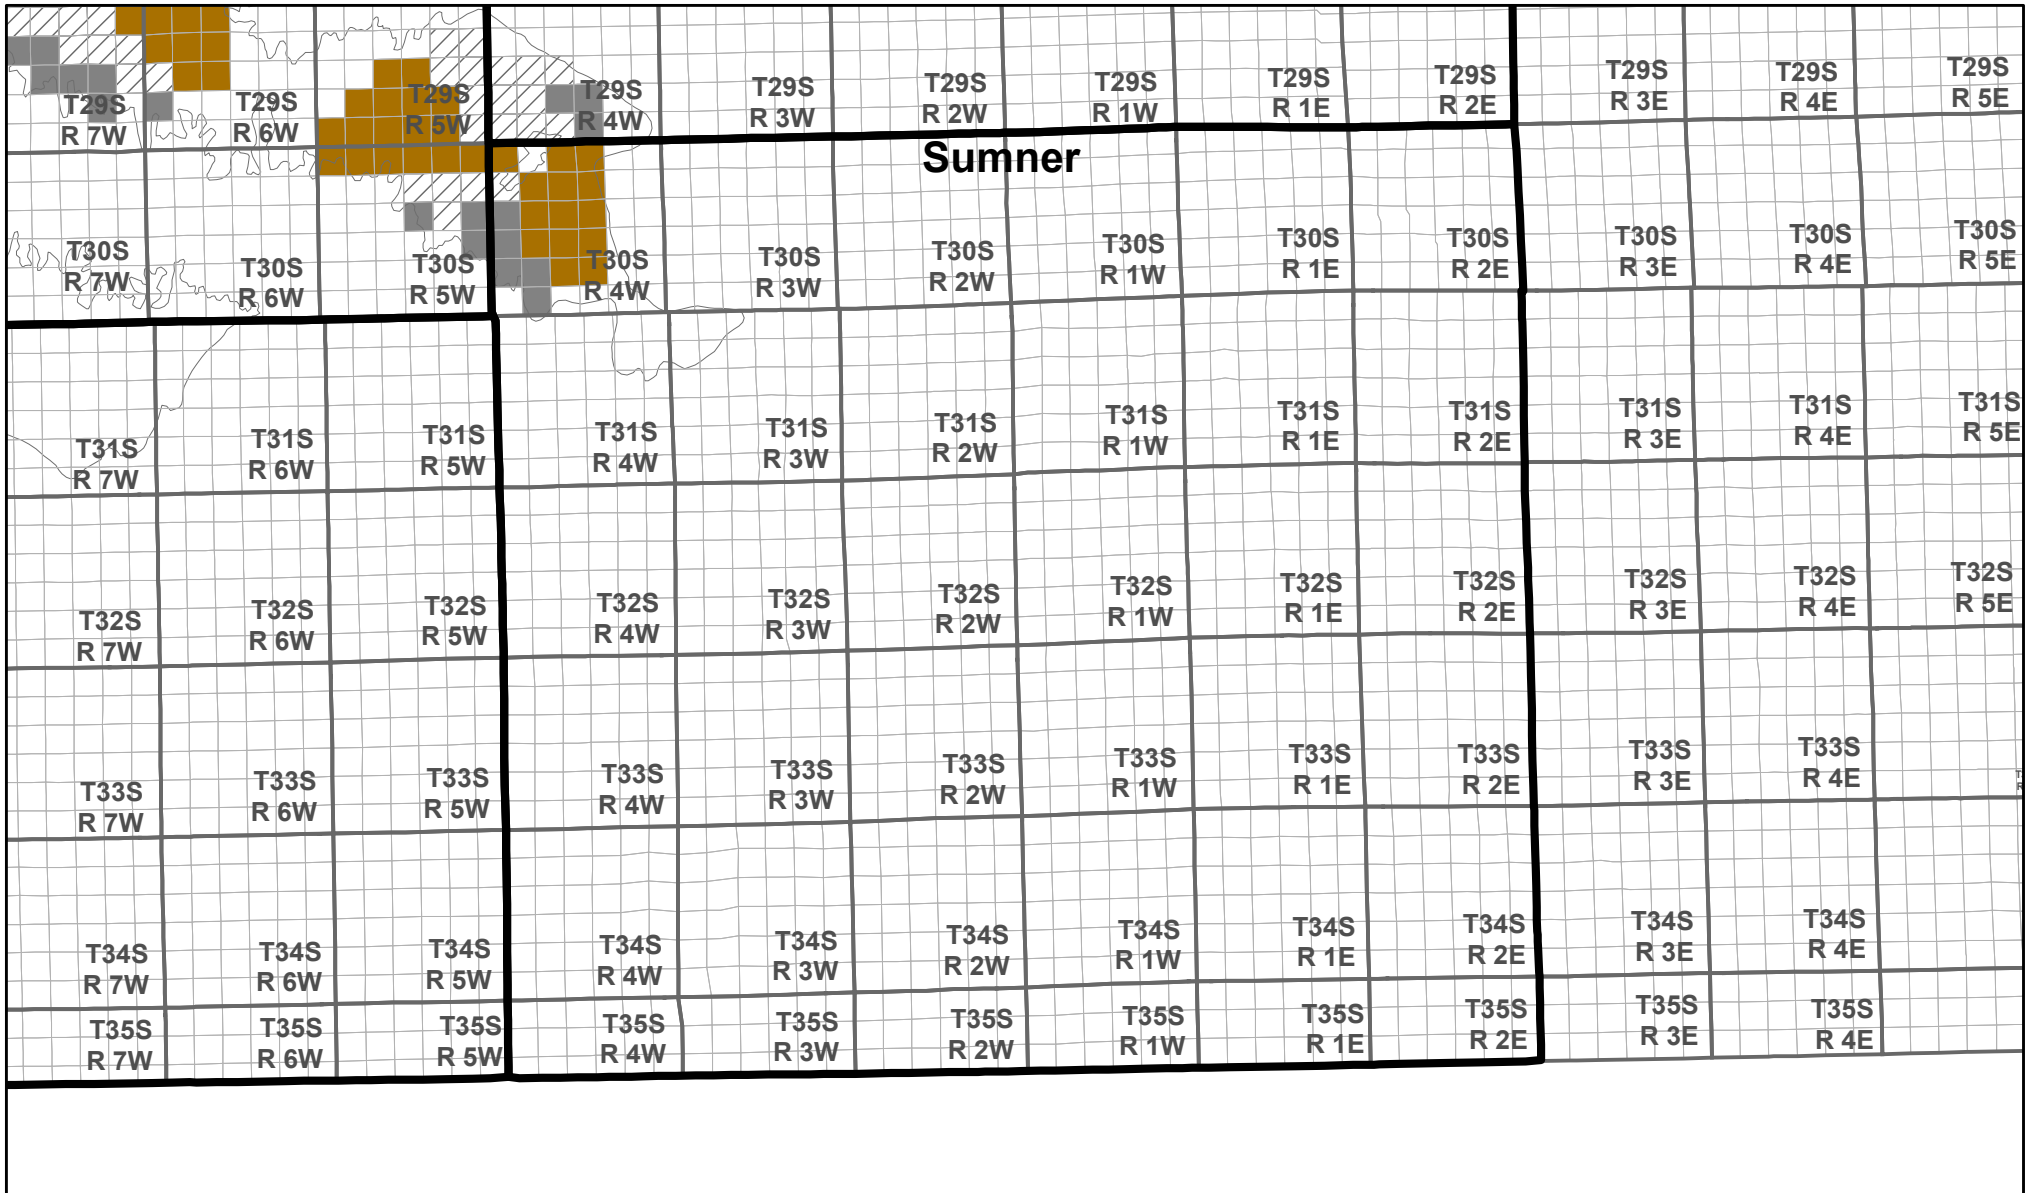 T29S
R 7W
T29S
R 6W
T29S
R 5W
T29S
R 4W
T29S
R 3W
T29S
R 2W
T29S
R 1W
T29S
R 1E
T29S
R 2E
T29S
R 3E
T29S
R 4E
T29S
R 5E
Sumner
T30S
R 7W
T30S
R 6W
T30S
R 5W
T30S
R 4W
T30S
R 3W
T30S
R 2W
T30S
R 1W
T30S
R 1E
T30S
R 2E
T30S
R 3E
T30S
R 4E
T30S
R 5E
T31S
R 7W
T31S
R 6W
T31S
R 5W
T31S
R 4W
T31S
R 3W
T31S
R 2W
T31S
R 1W
T31S
R 1E
T31S
R 2E
T31S
R 3E
T31S
R 4E
T31S
R 5E
T32S
R 7W
T32S
R 6W
T32S
R 5W
T32S
R 4W
T32S
R 3W
T32S
R 2W
T32S
R 1W
T32S
R 1E
T32S
R 2E
T32S
R 3E
T32S
R 4E
T32S
R 5E
T33S
R 7W
T33S
R 6W
T33S
R 5W
T33S
R 4W
T33S
R 3W
T33S
R 2W
T33S
R 1W
T33S
R 1E
T33S
R 2E
T33S
R 3E
T33S
R 4E
T34S
R 7W
T34S
R 6W
T34S
R 5W
T34S
R 4W
T34S
R 3W
T34S
R 2W
T34S
R 1W
T34S
R 1E
T34S
R 2E
T34S
R 3E
T34S
R 4E
T35S
R 7W
T35S
R 6W
T35S
R 5W
T35S
R 4W
T35S
R 3W
T35S
R 2W
T35S
R 1W
T35S
R 1E
T35S
R 2E
T35S
R 3E
T35S
R 4E